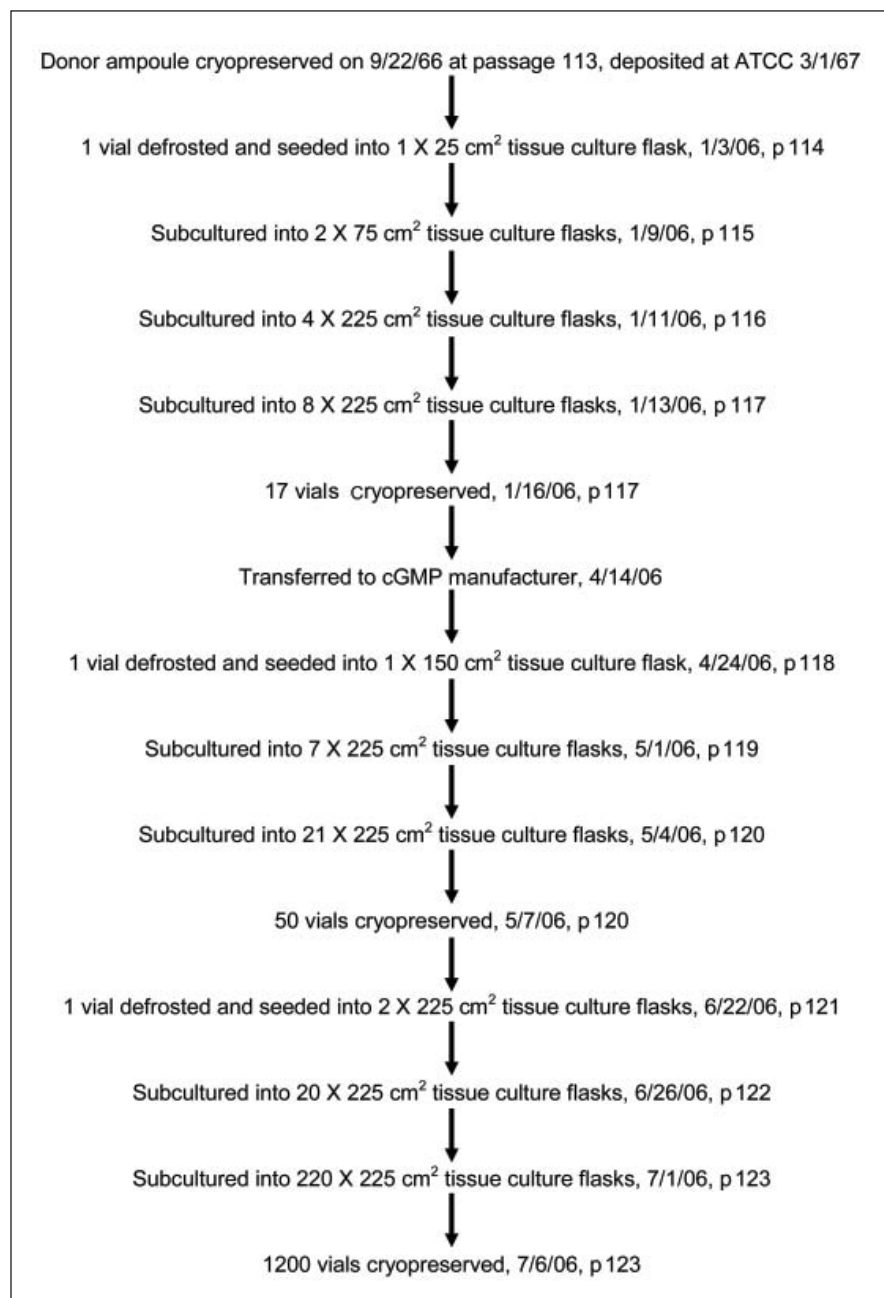 Donor ampoule cryopreserved on 9/22/66 at passage 113, deposited at ATCC 3/1/67
1 vial defrosted and seeded into 1 X 25 cm² tissue culture flask, 1/3/06, p 114
Subcultured into 2 X 75 cm² tissue culture flasks, 1/9/06, p 115
Subcultured into 4 X 225 cm² tissue culture flasks, 1/11/06, p 116
Subcultured into 8 X 225 cm² tissue culture flasks, 1/13/06, p 117
17 vials cryopreserved, 1/16/06, p 117
Transferred to cGMP manufacturer, 4/14/06
1 vial defrosted and seeded into 1 X 150 cm² tissue culture flask, 4/24/06, p 118
Subcultured into 7 X 225 cm² tissue culture flasks, 5/1/06, p 119
Subcultured into 21 X 225 cm² tissue culture flasks, 5/4/06, p 120
50 vials cryopreserved, 5/7/06, p 120
1 vial defrosted and seeded into 2 X 225 cm² tissue culture flasks, 6/22/06, p 121
Subcultured into 20 X 225 cm² tissue culture flasks, 6/26/06, p 122
Subcultured into 220 X 225 cm² tissue culture flasks, 7/1/06, p 123
1200 vials cryopreserved, 7/6/06, p 123